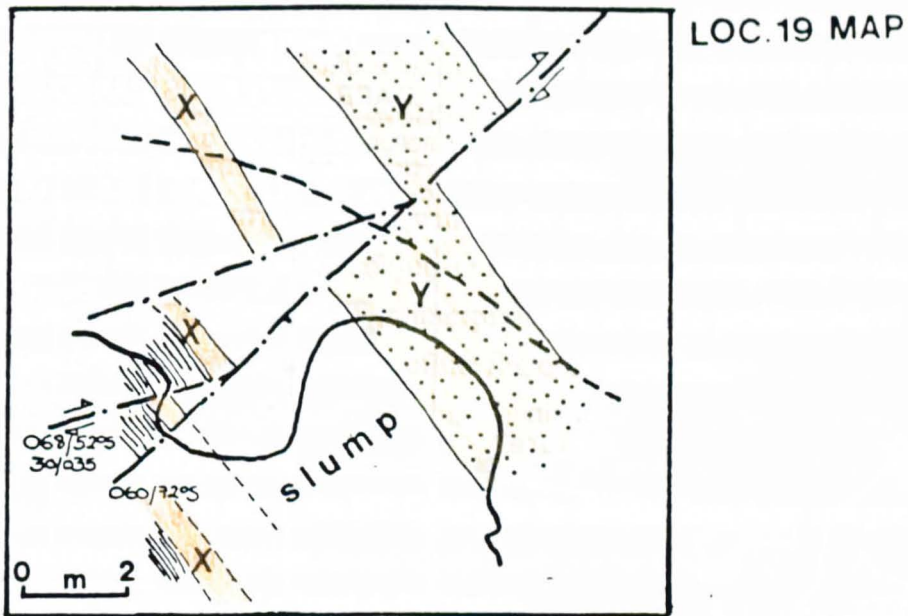 LOC.19 MAP
X
Y
Y
X
068/52°S
30/035
060/72°S
slump
X
0 m 2